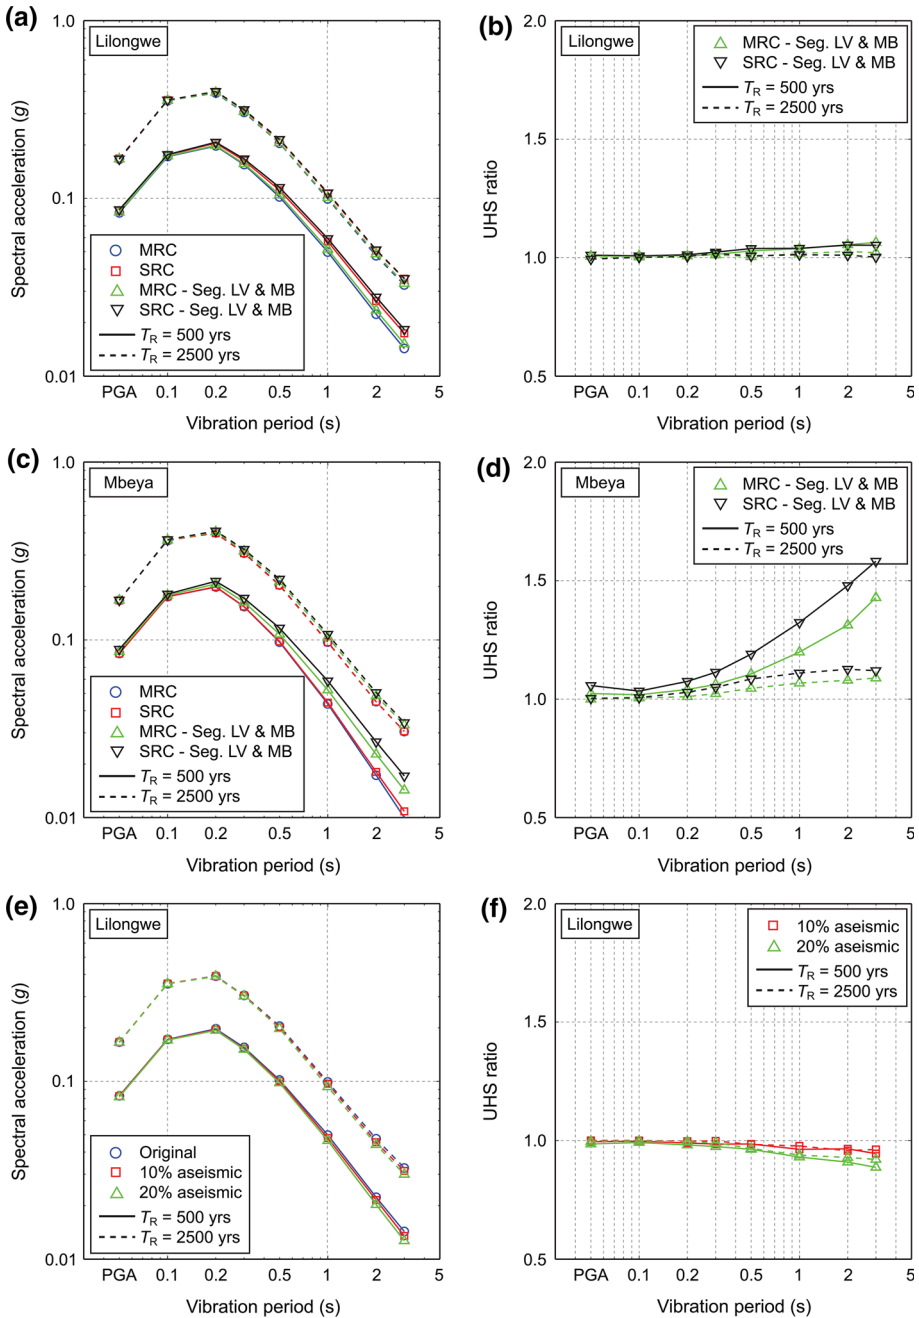 (a)
Lilongwe
1.0
0.1
0.01
Spectral acceleration (g)
MRC
SRC
MRC - Seg. LV & MB
SRC - Seg. LV & MB
TR = 500 yrs
TR = 2500 yrs
PGA 0.1 0.2 0.5 1 2 5
Vibration period (s)
(b)
Lilongwe
2.0
1.5
1.0
0.5
UHS ratio
MRC - Seg. LV & MB
SRC - Seg. LV & MB
TR = 500 yrs
TR = 2500 yrs
PGA 0.1 0.2 0.5 1 2 5
Vibration period (s)
(c)
Mbeya
1.0
0.1
0.01
Spectral acceleration (g)
MRC
SRC
MRC - Seg. LV & MB
SRC - Seg. LV & MB
TR = 500 yrs
TR = 2500 yrs
PGA 0.1 0.2 0.5 1 2 5
Vibration period (s)
(d)
Mbeya
2.0
1.5
1.0
0.5
UHS ratio
MRC - Seg. LV & MB
SRC - Seg. LV & MB
TR = 500 yrs
TR = 2500 yrs
PGA 0.1 0.2 0.5 1 2 5
Vibration period (s)
(e)
Lilongwe
1.0
0.1
0.01
Spectral acceleration (g)
Original
10% aseismic
20% aseismic
TR = 500 yrs
TR = 2500 yrs
PGA 0.1 0.2 0.5 1 2 5
Vibration period (s)
(f)
Lilongwe
2.0
1.5
1.0
0.5
UHS ratio
10% aseismic
20% aseismic
TR = 500 yrs
TR = 2500 yrs
PGA 0.1 0.2 0.5 1 2 5
Vibration period (s)